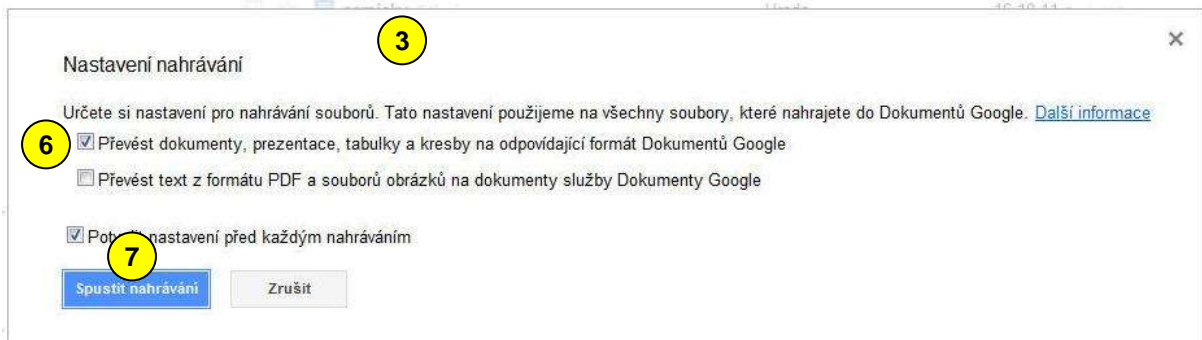 3
Nastavení nahrávání
Určete si nastavení pro nahrávání souborů. Tato nastavení použijeme na všechny soubory, které nahrajete do Dokumentů Google. Další informace
6 Převést dokumenty, prezentace, tabulky a kresby na odpovídající formát Dokumentů Google
Převést text z formátu PDF a souborů obrázků na dokumenty služby Dokumenty Google
nastavení před každým nahráváním
7
Spustit nahrávání Zrušit